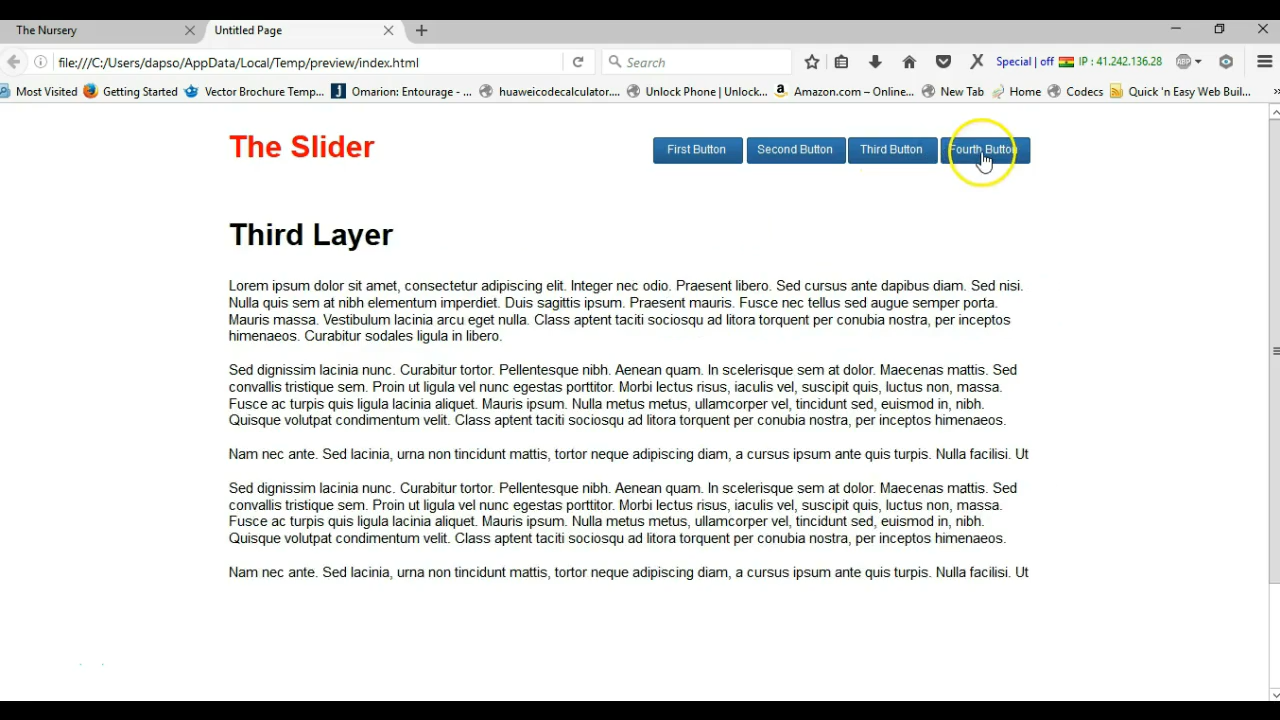 The Nursery
Untitled Page
file:///C:/Users/dapso/AppData/Local/Temp/preview/index.html
Search
Special | off IP : 41.242.136.28
ABP
Most Visited Getting Started Vector Brochure Temp... Omarion: Entourage - ... huaweicodecalculator.... Unlock Phone | Unlock... Amazon.com – Online... New Tab Home Codecs Quick 'n Easy Web Buil...
The Slider
First Button Second Button Third Button Fourth Button
Third Layer
Lorem ipsum dolor sit amet, consectetur adipiscing elit. Integer nec odio. Praesent libero. Sed cursus ante dapibus diam. Sed nisi.
Nulla quis sem at nibh elementum imperdiet. Duis sagittis ipsum. Praesent mauris. Fusce nec tellus sed augue semper porta.
Mauris massa. Vestibulum lacinia arcu eget nulla. Class aptent taciti sociosqu ad litora torquent per conubia nostra, per inceptos
himenaeos. Curabitur sodales ligula in libero.
Sed dignissim lacinia nunc. Curabitur tortor. Pellentesque nibh. Aenean quam. In scelerisque sem at dolor. Maecenas mattis. Sed
convallis tristique sem. Proin ut ligula vel nunc egestas porttitor. Morbi lectus risus, iaculis vel, suscipit quis, luctus non, massa.
Fusce ac turpis quis ligula lacinia aliquet. Mauris ipsum. Nulla metus metus, ullamcorper vel, tincidunt sed, euismod in, nibh.
Quisque volutpat condimentum velit. Class aptent taciti sociosqu ad litora torquent per conubia nostra, per inceptos himenaeos.
Nam nec ante. Sed lacinia, urna non tincidunt mattis, tortor neque adipiscing diam, a cursus ipsum ante quis turpis. Nulla facilisi. Ut
Sed dignissim lacinia nunc. Curabitur tortor. Pellentesque nibh. Aenean quam. In scelerisque sem at dolor. Maecenas mattis. Sed
convallis tristique sem. Proin ut ligula vel nunc egestas porttitor. Morbi lectus risus, iaculis vel, suscipit quis, luctus non, massa.
Fusce ac turpis quis ligula lacinia aliquet. Mauris ipsum. Nulla metus metus, ullamcorper vel, tincidunt sed, euismod in, nibh.
Quisque volutpat condimentum velit. Class aptent taciti sociosqu ad litora torquent per conubia nostra, per inceptos himenaeos.
Nam nec ante. Sed lacinia, urna non tincidunt mattis, tortor neque adipiscing diam, a cursus ipsum ante quis turpis. Nulla facilisi. Ut